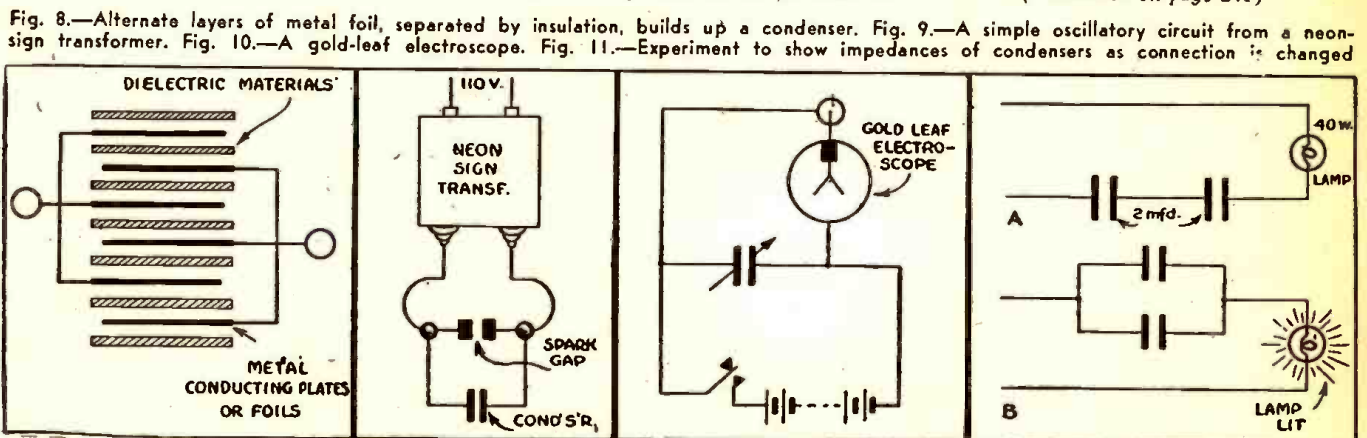 Fig. 8.—Alternate layers of metal foil, separated by insulation, builds up a condenser. Fig. 9.—A simple oscillatory circuit from a neon-
sign transformer. Fig. 10.—A gold-leaf electroscope. Fig. 11.—Experiment to show impedances of condensers as connection is changed
DIELECTRIC MATERIALS
METAL
CONDUCTING PLATES
OR FOILS
110 V.
NEON
SIGN
TRANSF.
SPARK
GAP
COND'S'R.
GOLD LEAF
ELECTRO-
SCOPE
40 W.
LAMP
A
2 mfd.
B
LAMP
LIT